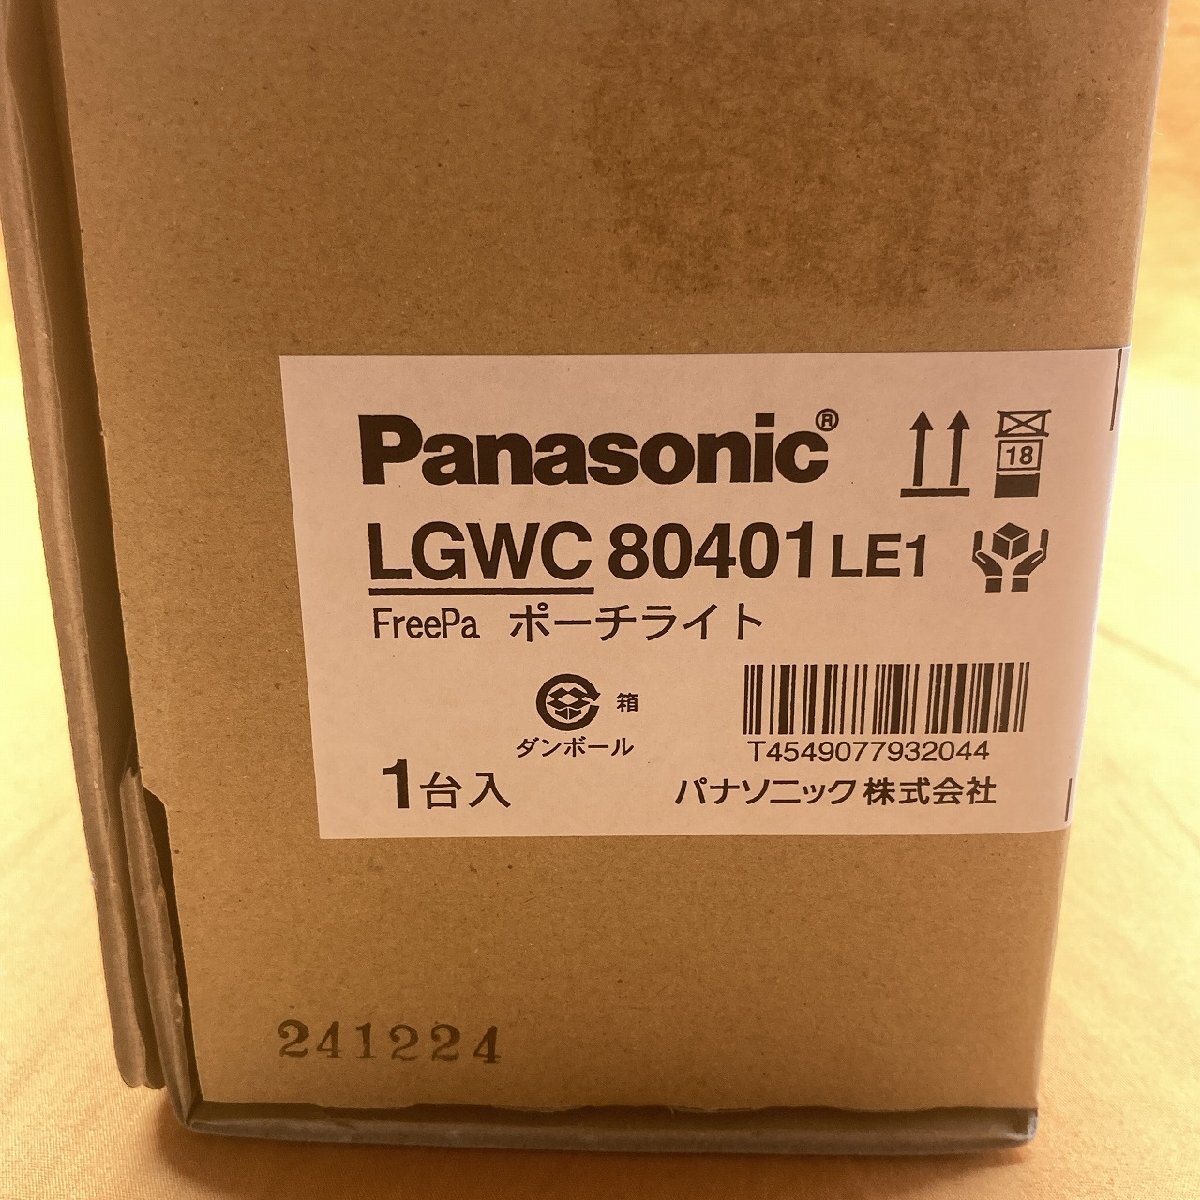 Panasonic®
18
LGWC 80401 LE1
FreePa ポーチライト
箱
ダンボール
T4549077932044
1台入
パナソニック株式会社
241224